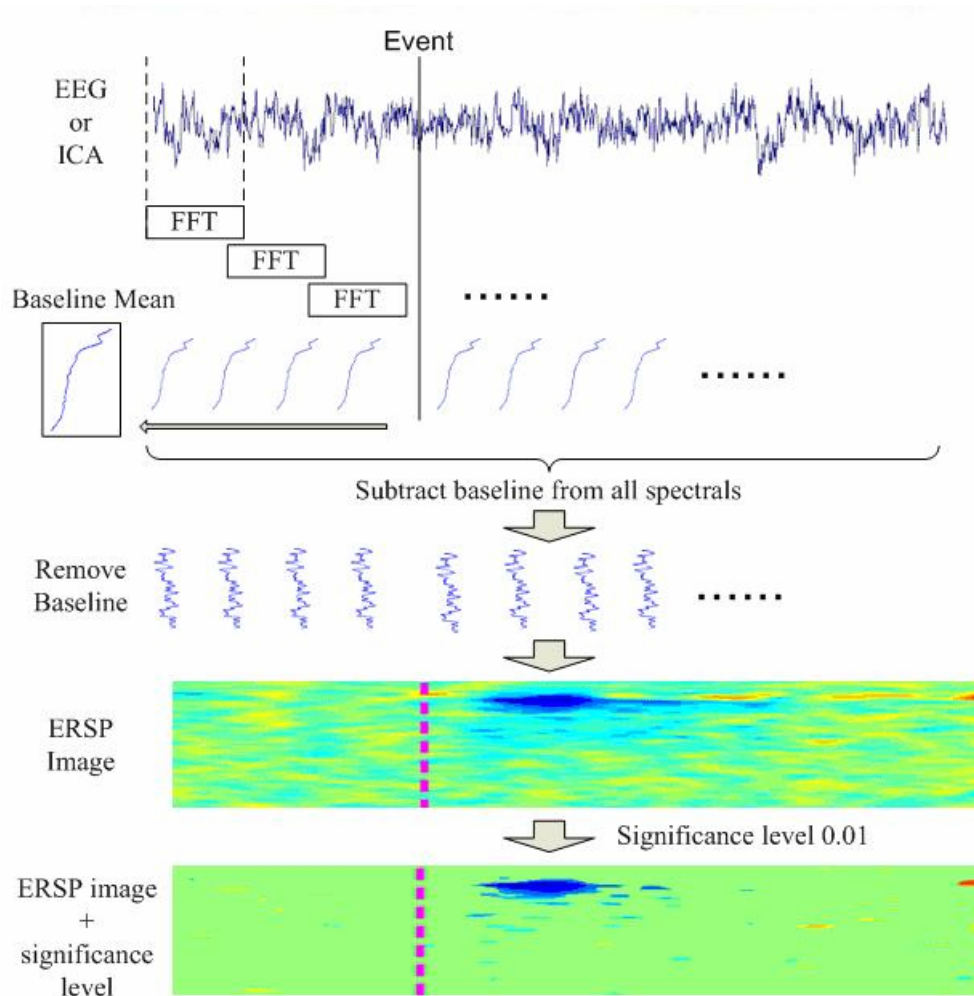 Event
EEG
or
ICA
FFT
FFT
FFT
......
Baseline Mean
......
Subtract baseline from all spectrals
Remove
Baseline
......
ERSP
Image
Significance level 0.01
ERSP image
+
significance
level